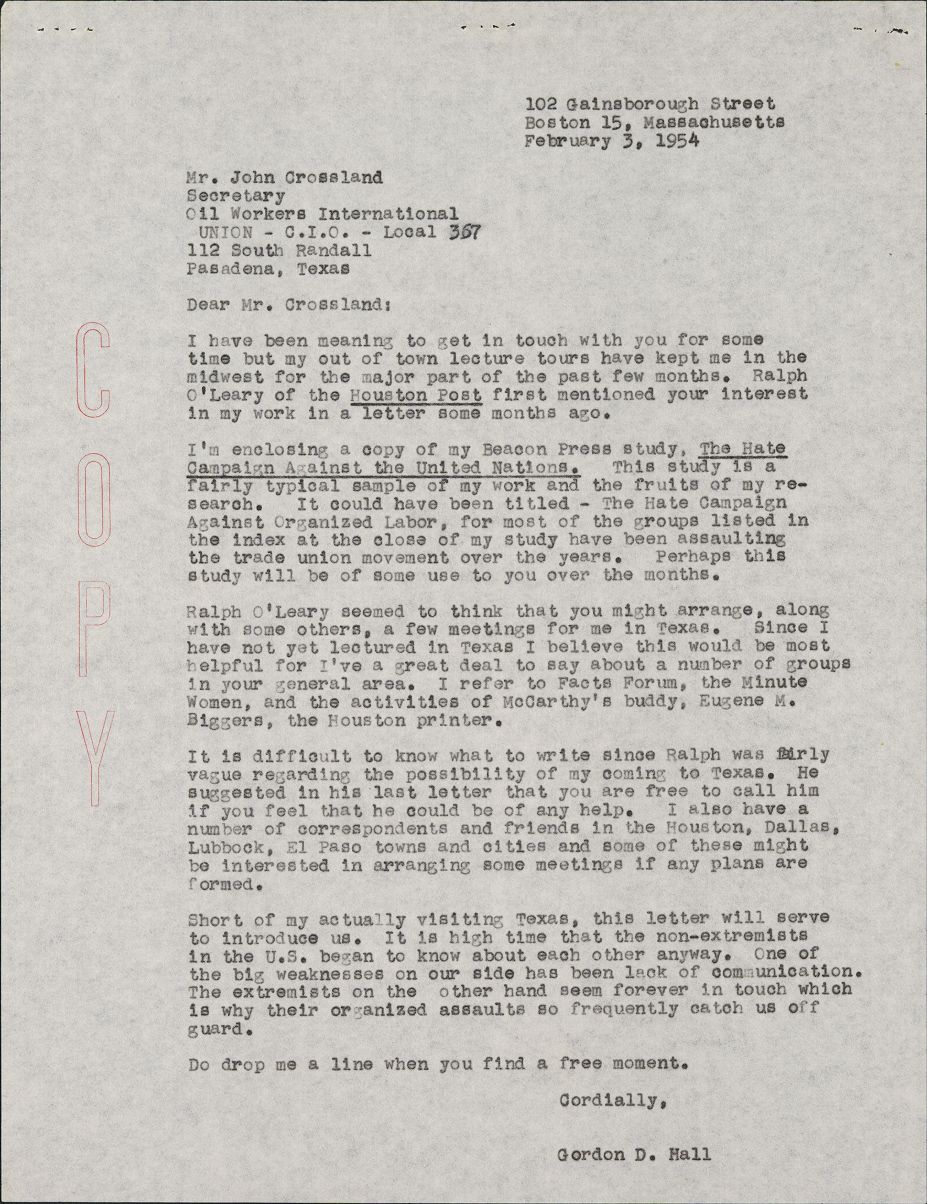 102 Gainsborough Street
Boston 15, Massachusetts
February 3, 1954
Mr. John Crossland
Secretary
Oil Workers International
UNION - C.I.O. - Local 367
112 South Randall
Pasadena, Texas
Dear Mr. Crossland;
I have been meaning to get in touch with you for some
time but my out of town lecture tours have kept me in the
midwest for the major part of the past few months. Ralph
O'Leary of the Houston Post first mentioned your interest
in my work in a letter some months ago.
I'm enclosing a copy of my Beacon Press study, The Hate
Campaign Against the United Nations. This study is a
fairly typical sample of my work and the fruits of my re-
search. It could have been titled - The Hate Campaign
Against Organized Labor, for most of the groups listed in
the index at the close of my study have been assaulting
the trade union movement over the years. Perhaps this
study will be of some use to you over the months.
Ralph O'Leary seemed to think that you might arrange, along
with some others, a few meetings for me in Texas. Since I
have not yet lectured in Texas I believe this would be most
helpful for I've a great deal to say about a number of groups
in your general area. I refer to Facts Forum, the Minute
Women, and the activities of McCarthy's buddy, Eugene M.
Biggers, the Houston printer.
It is difficult to know what to write since Ralph was fairly
vague regarding the possibility of my coming to Texas. He
suggested in his last letter that you are free to call him
if you feel that he could be of any help. I also have a
number of correspondents and friends in the Houston, Dallas,
Lubbock, El Paso towns and cities and some of these might
be interested in arranging some meetings if any plans are
formed.
Short of my actually visiting Texas, this letter will serve
to introduce us. It is high time that the non-extremists
in the U.S. began to know about each other anyway. One of
the big weaknesses on our side has been lack of communication.
The extremists on the other hand seem forever in touch which
is why their organized assaults so frequently catch us off
guard.
Do drop me a line when you find a free moment.
Cordially,
Gordon D. Hall
COPY